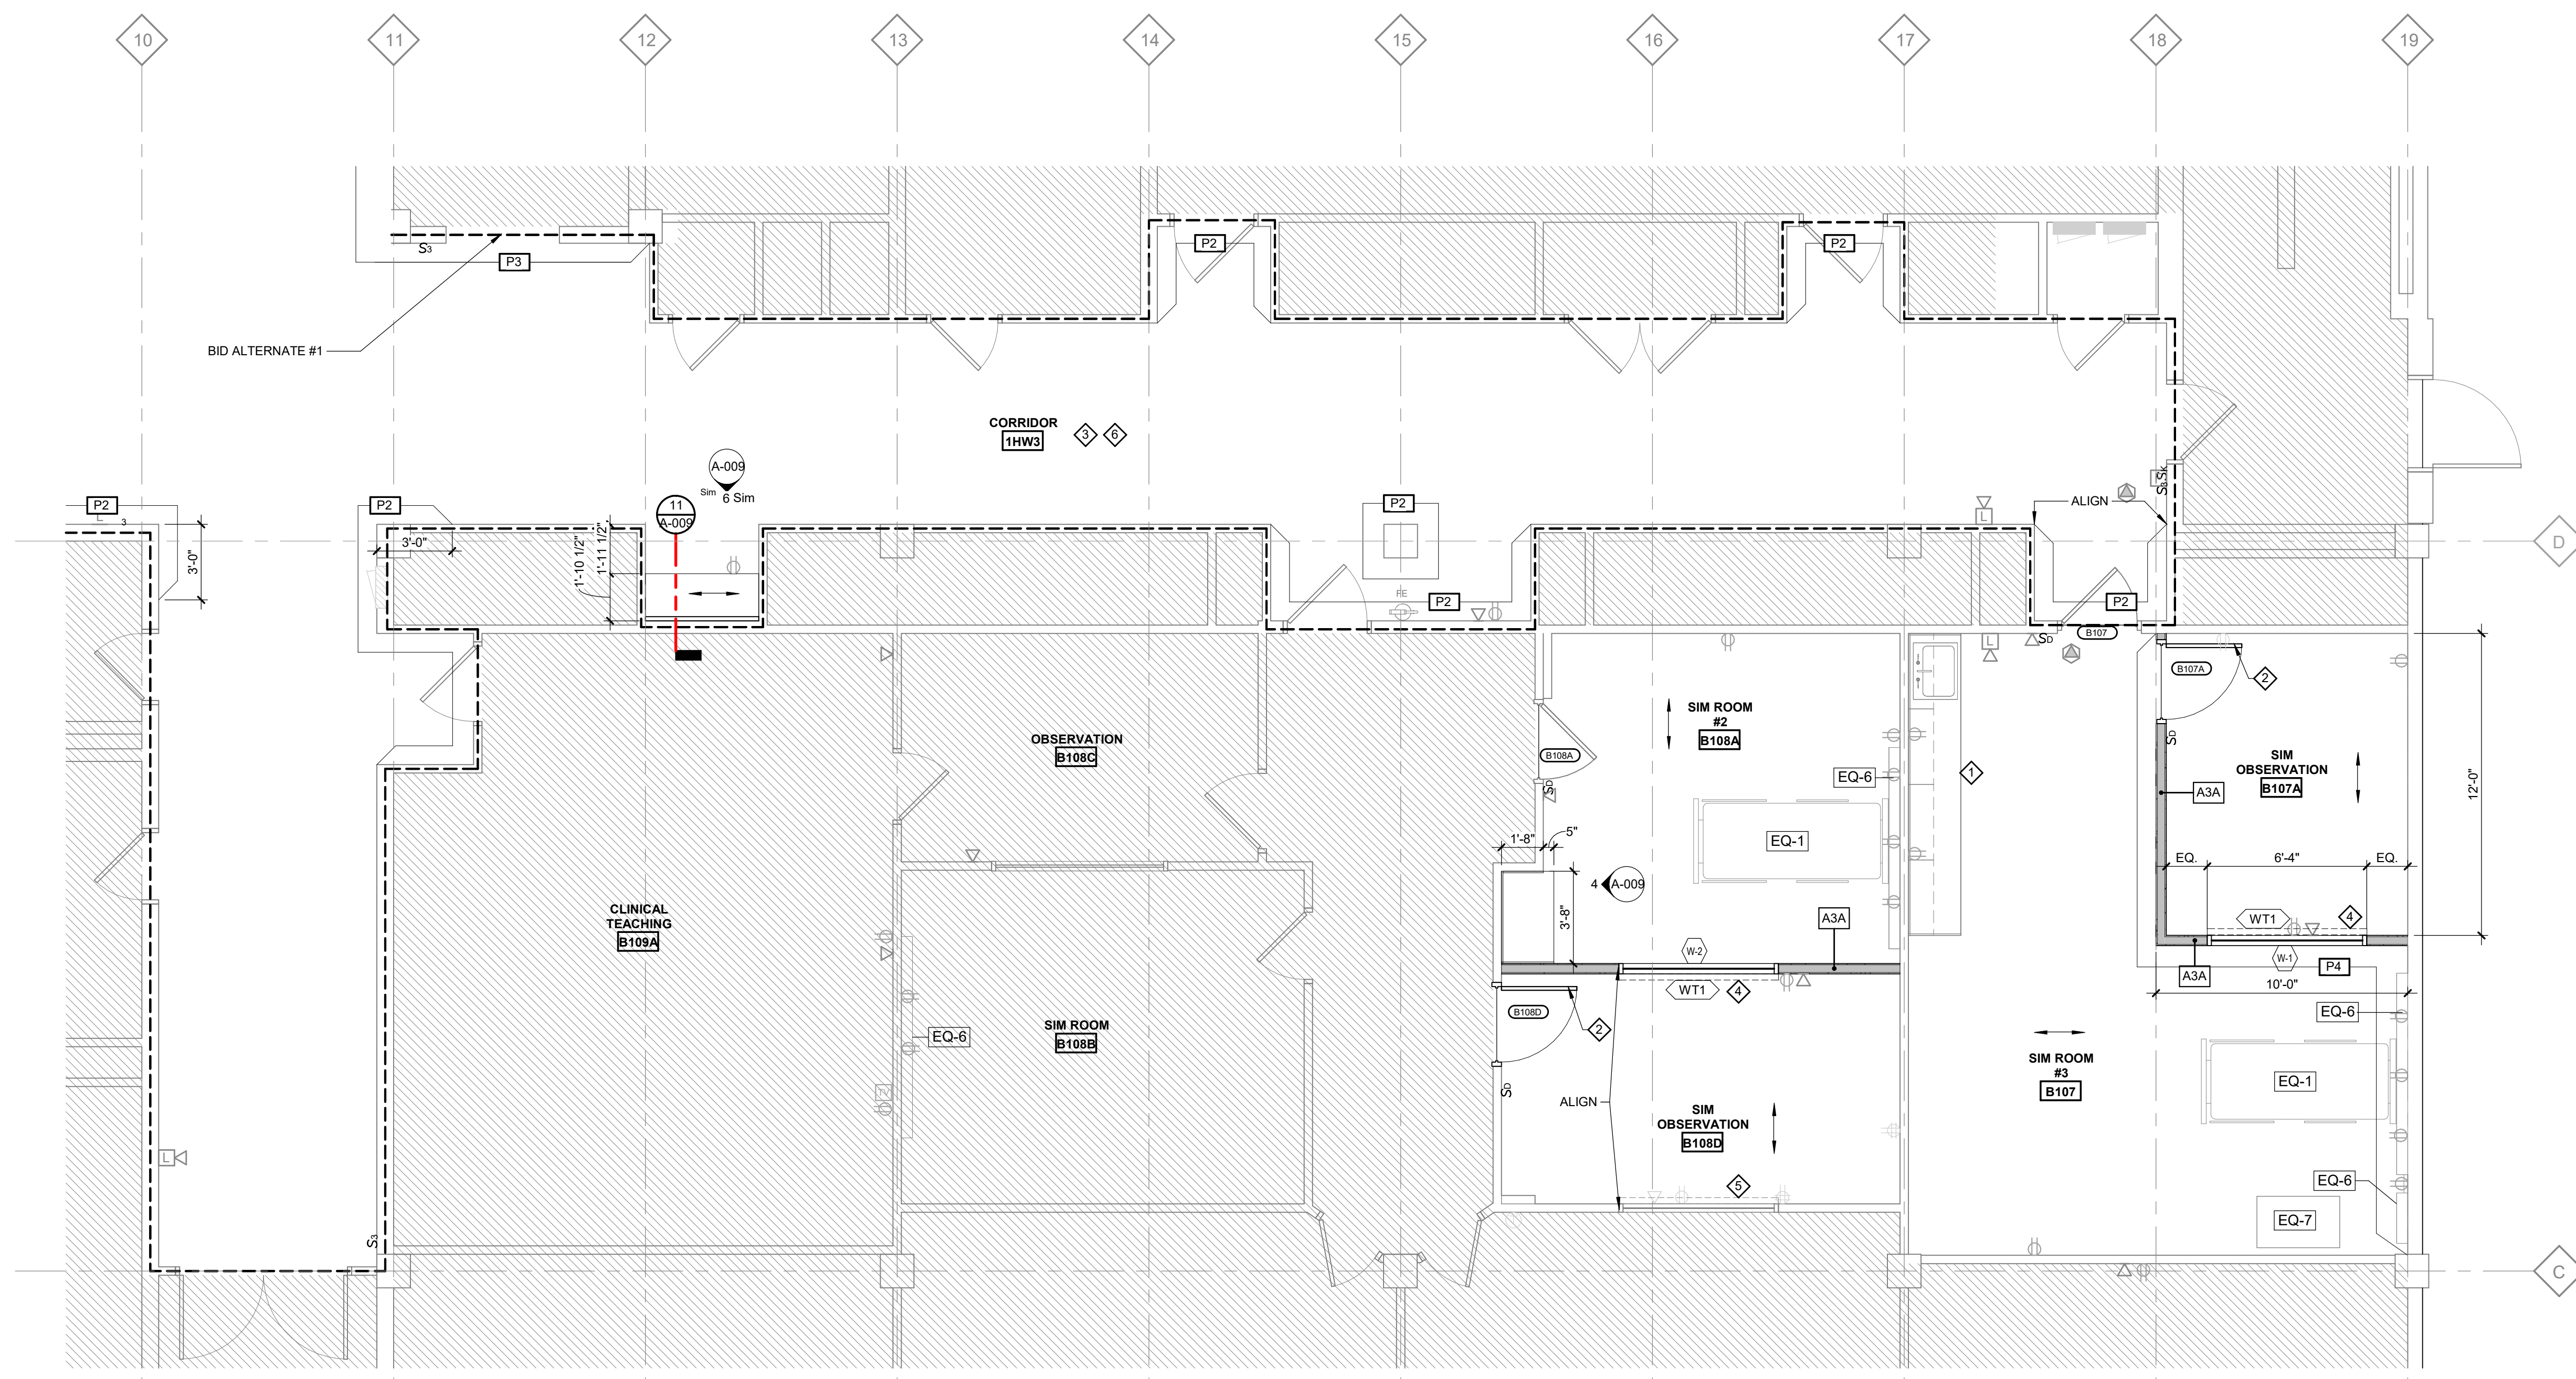 10
11
12
13
14
15
16
17
18
19
S3
P3
P2
P2
BID ALTERNATE #1
CORRIDOR
1HW3
3
6
A-009
Sim
6 Sim
11
A-009
P2
3
P2
P2
ALIGN
S3 SK
L
D
3'-0"
3'-0"
1'-10 1/2"
1'-11 1/2"
FE
P2
P2
B107
SD
L
B107A
2
SIM ROOM
#2
B108A
SD
OBSERVATION
B108C
B108A
SD
EQ-6
1
SIM
OBSERVATION
B107A
A3A
12'-0"
1'-8"
5"
EQ-1
EQ.
6'-4"
EQ.
4
A-009
3'-8"
A3A
WT1
4
CLINICAL
TEACHING
B109A
W-2
W-1
P4
A3A
10'-0"
WT1
4
B108D
2
EQ-6
SIM ROOM
B108B
EQ-6
SIM ROOM
#3
B107
EQ-1
TV
SD
ALIGN
SIM
OBSERVATION
B108D
L
5
EQ-6
EQ-7
S3
C